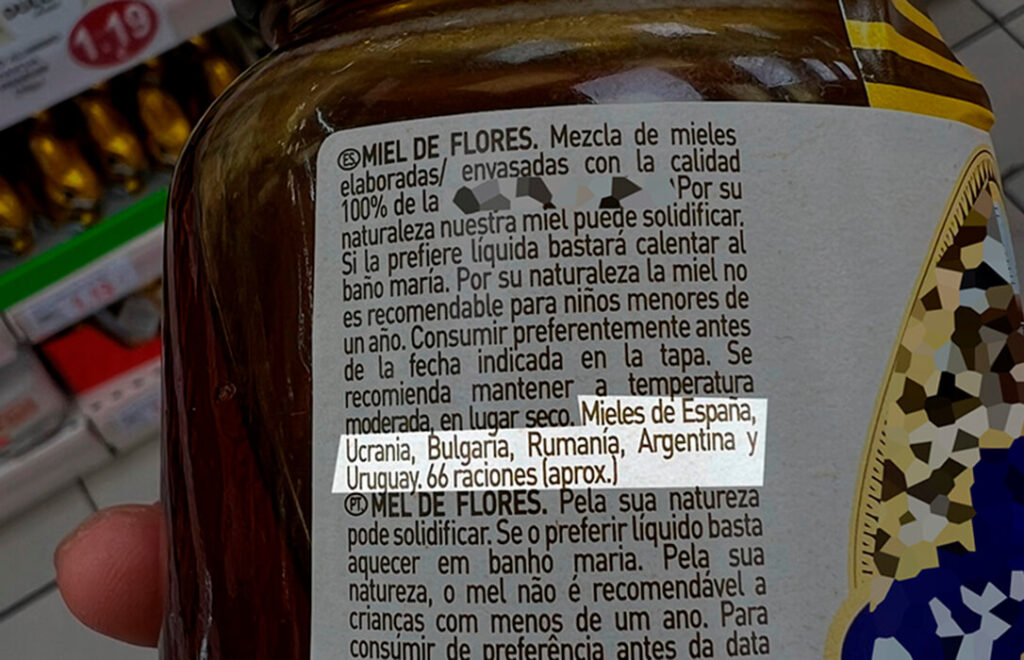 1.19
ES MIEL DE FLORES. Mezcla de mieles
elaboradas/ envasadas con la calidad
100% de la Por su
naturaleza nuestra miel puede solidificar.
Si la prefiere líquida bastará calentar al
baño maría. Por su naturaleza la miel no
es recomendable para niños menores de
un año. Consumir preferentemente antes
de la fecha indicada en la tapa. Se
recomienda mantener a temperatura
moderada, en lugar seco. Mieles de España,
Ucrania, Bulgaria, Rumanía, Argentina y
Uruguay. 66 raciones (aprox.)
PT MEL DE FLORES. Pela sua natureza
pode solidificar. Se o preferir líquido basta
aquecer em banho maria. Pela sua
natureza, o mel não é recomendável a
crianças com menos de um ano. Para
consumir de preferência antes da data